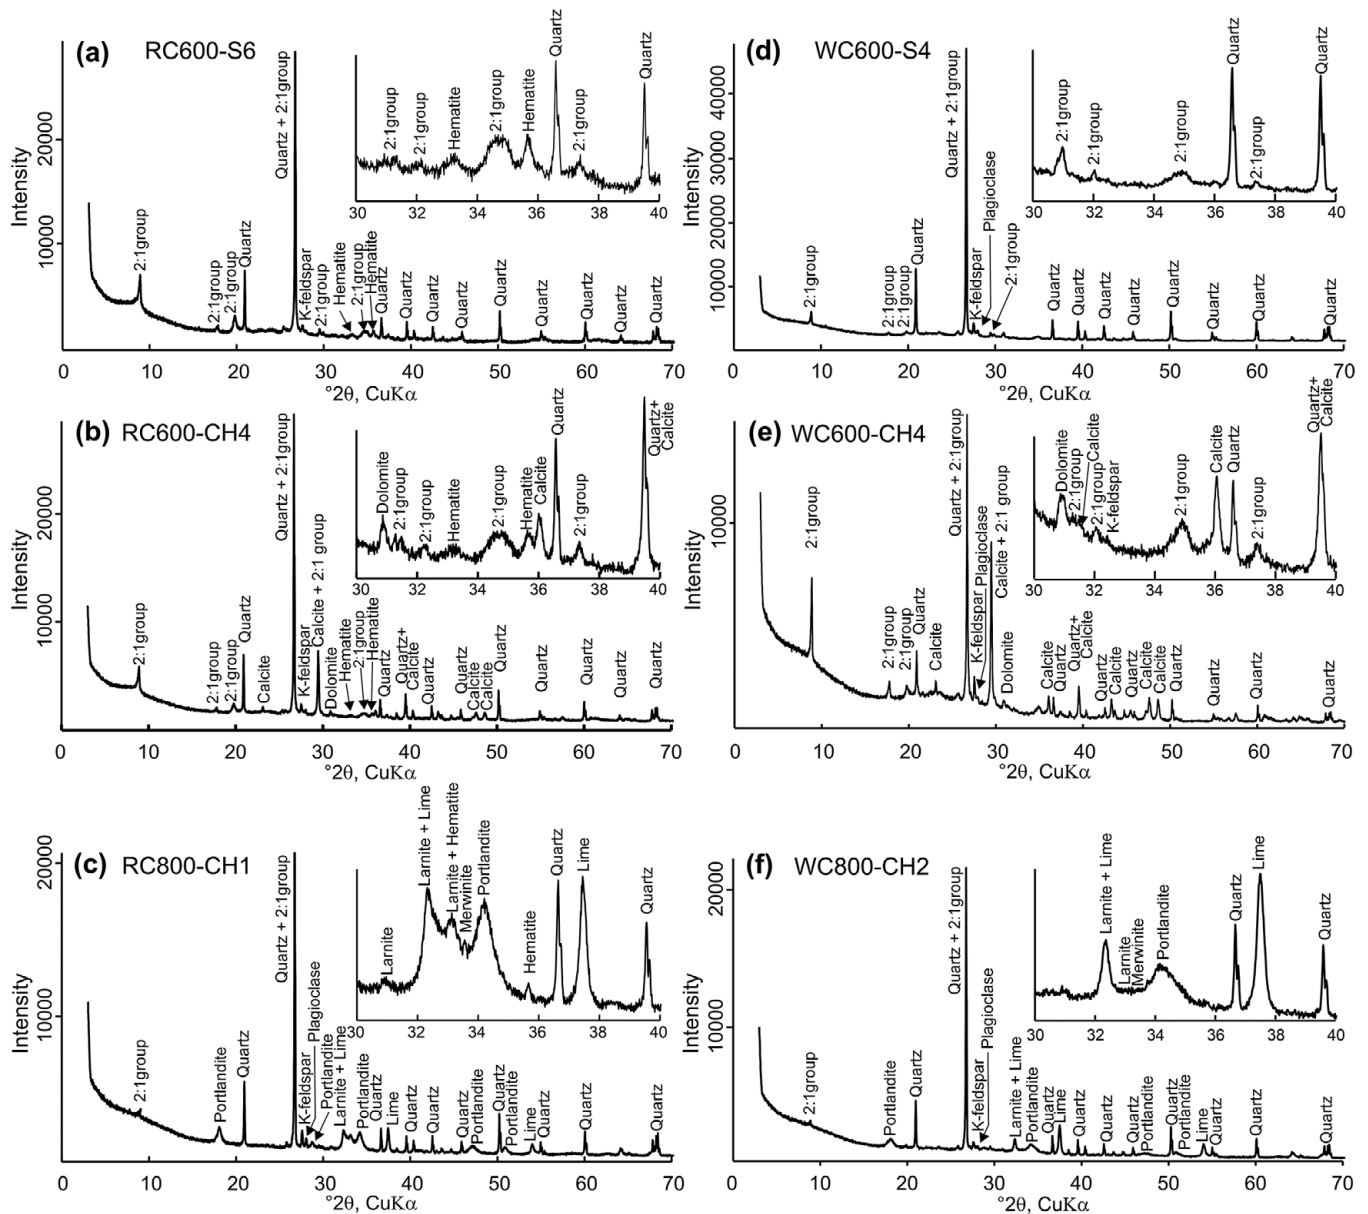 (a) RC600-S6
Intensity
20000
10000
2:1group
2:1group
2:1group
Quartz
Quartz + 2:1group
K-feldspar
2:1group
Hematite
2:1group
Hematite
Quartz
Quartz
Quartz
Quartz
Quartz
Quartz
Quartz
Quartz
Quartz
0 10 20 30 40 50 60 70
°2θ, CuKα
2:1group
2:1group
Hematite
2:1group
Hematite
Quartz
2:1group
Quartz
30 32 34 36 38 40
(d) WC600-S4
Intensity
40000
30000
20000
10000
2:1group
2:1group
2:1group
Quartz
Quartz + 2:1group
K-feldspar
Plagioclase
2:1group
Quartz
Quartz
Quartz
Quartz
Quartz
Quartz
Quartz
Quartz
0 10 20 30 40 50 60 70
°2θ, CuKα
2:1group
2:1group
2:1group
Quartz
2:1group
Quartz
30 32 34 36 38 40
(b) RC600-CH4
Intensity
20000
10000
2:1group
2:1group
2:1group
Quartz
Calcite
Quartz + 2:1group
K-feldspar
Calcite + 2:1 group
Dolomite
Hematite
2:1group
Hematite
Quartz
Quartz+
Calcite
Quartz
Quartz
Calcite
Calcite
Quartz
Quartz
Quartz
Quartz
Quartz
0 10 20 30 40 50 60 70
°2θ, CuKα
Dolomite
2:1group
2:1group
Hematite
2:1group
Hematite
Calcite
Quartz
2:1group
Quartz+
Calcite
30 32 34 36 38 40
(e) WC600-CH4
Intensity
10000
2:1group
2:1group
2:1group
Quartz
Calcite
Quartz + 2:1group
K-feldspar
Plagioclase
Calcite + 2:1 group
Dolomite
Calcite
Quartz
Quartz+
Calcite
Quartz
Calcite
Quartz
Calcite
Calcite
Quartz
Quartz
Quartz
Quartz
0 10 20 30 40 50 60 70
°2θ, CuKα
Dolomite
2:1group
Calcite
2:1group
K-feldspar
2:1group
Calcite
Quartz
2:1group
Quartz+
Calcite
30 32 34 36 38 40
(c) RC800-CH1
Intensity
20000
10000
2:1group
Portlandite
Quartz
Quartz + 2:1group
K-feldspar
Plagioclase
Portlandite
Larnite + Lime
Portlandite
Quartz
Lime
Quartz
Quartz
Quartz
Portlandite
Quartz
Portlandite
Lime
Quartz
Quartz
Quartz
0 10 20 30 40 50 60 70
°2θ, CuKα
Larnite
Larnite + Lime
Larnite + Hematite
Merwinite
Portlandite
Hematite
Quartz
Lime
Quartz
30 32 34 36 38 40
(f) WC800-CH2
Intensity
20000
10000
2:1group
Portlandite
Quartz
Quartz + 2:1group
K-feldspar
Plagioclase
Larnite + Lime
Portlandite
Quartz
Lime
Quartz
Quartz
Quartz
Portlandite
Quartz
Portlandite
Lime
Quartz
Quartz
Quartz
0 10 20 30 40 50 60 70
°2θ, CuKα
Larnite + Lime
Larnite
Merwinite
Portlandite
Quartz
Lime
Quartz
30 32 34 36 38 40